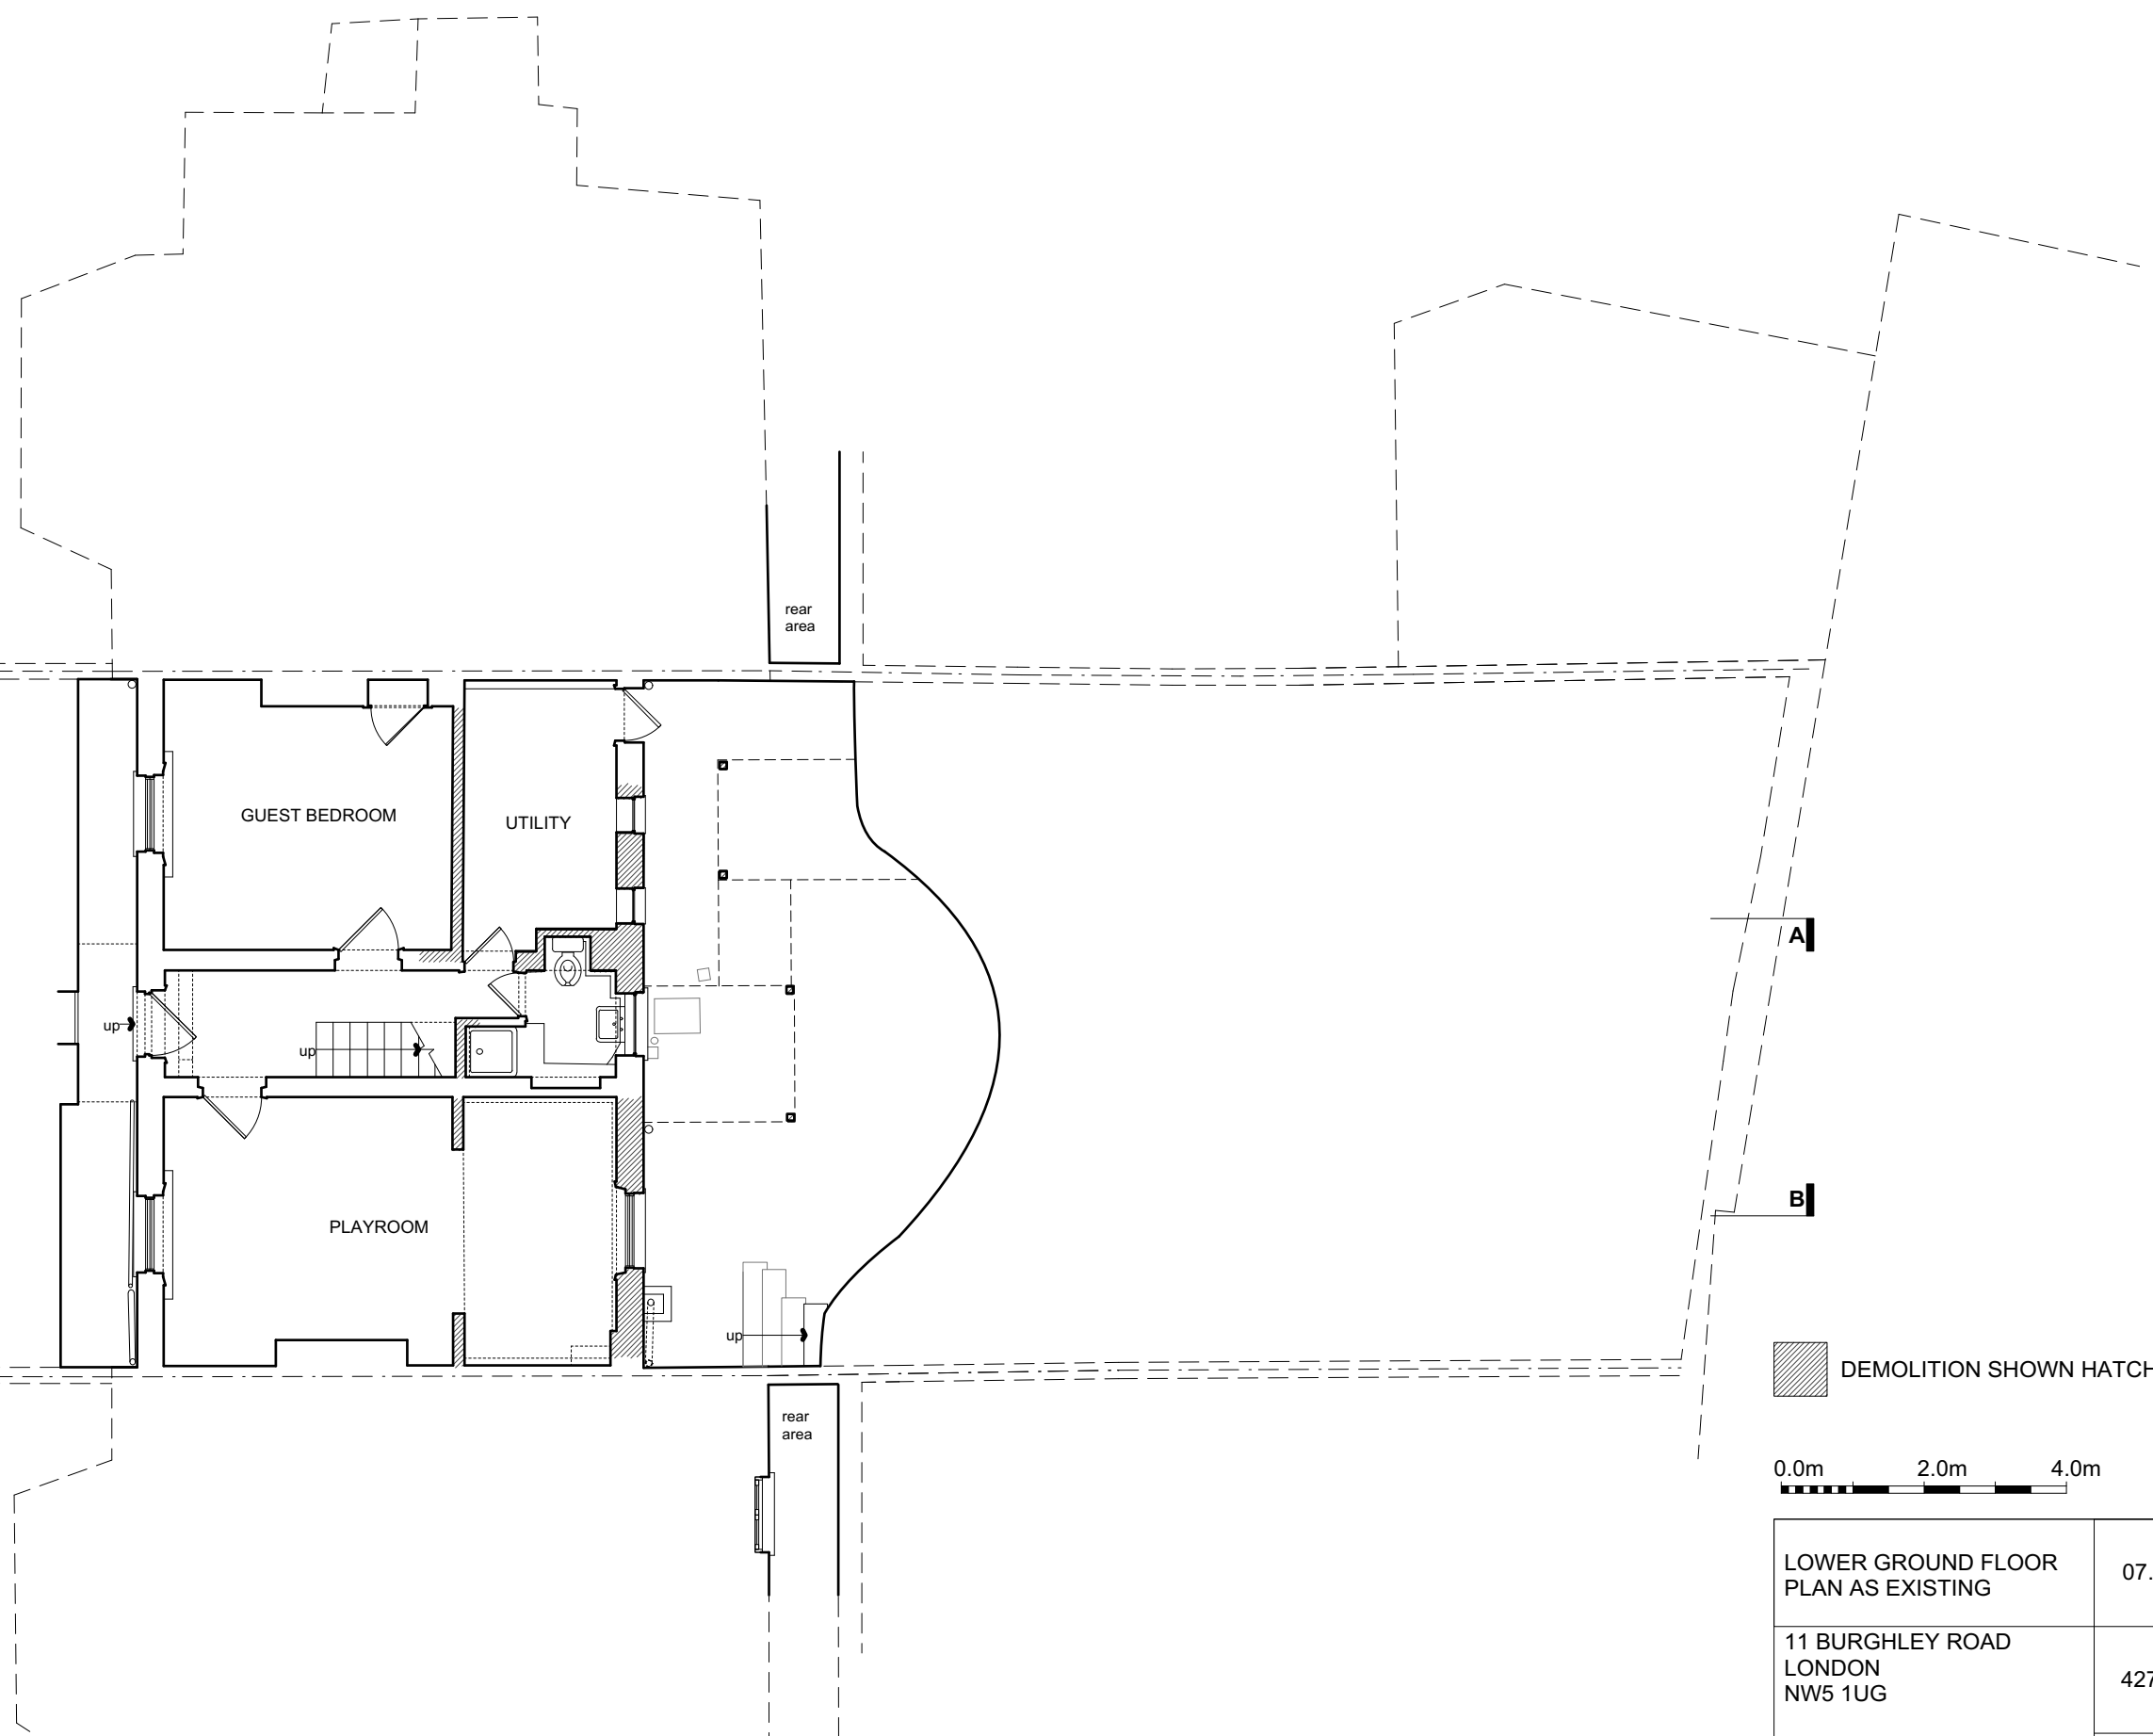 rear
area
GUEST BEDROOM
UTILITY
A
up
up
B
PLAYROOM
up
DEMOLITION SHOWN HATCH
rear
area
0.0m 2.0m 4.0m
LOWER GROUND FLOOR
PLAN AS EXISTING
07.
11 BURGHLEY ROAD
LONDON
NW5 1UG
427